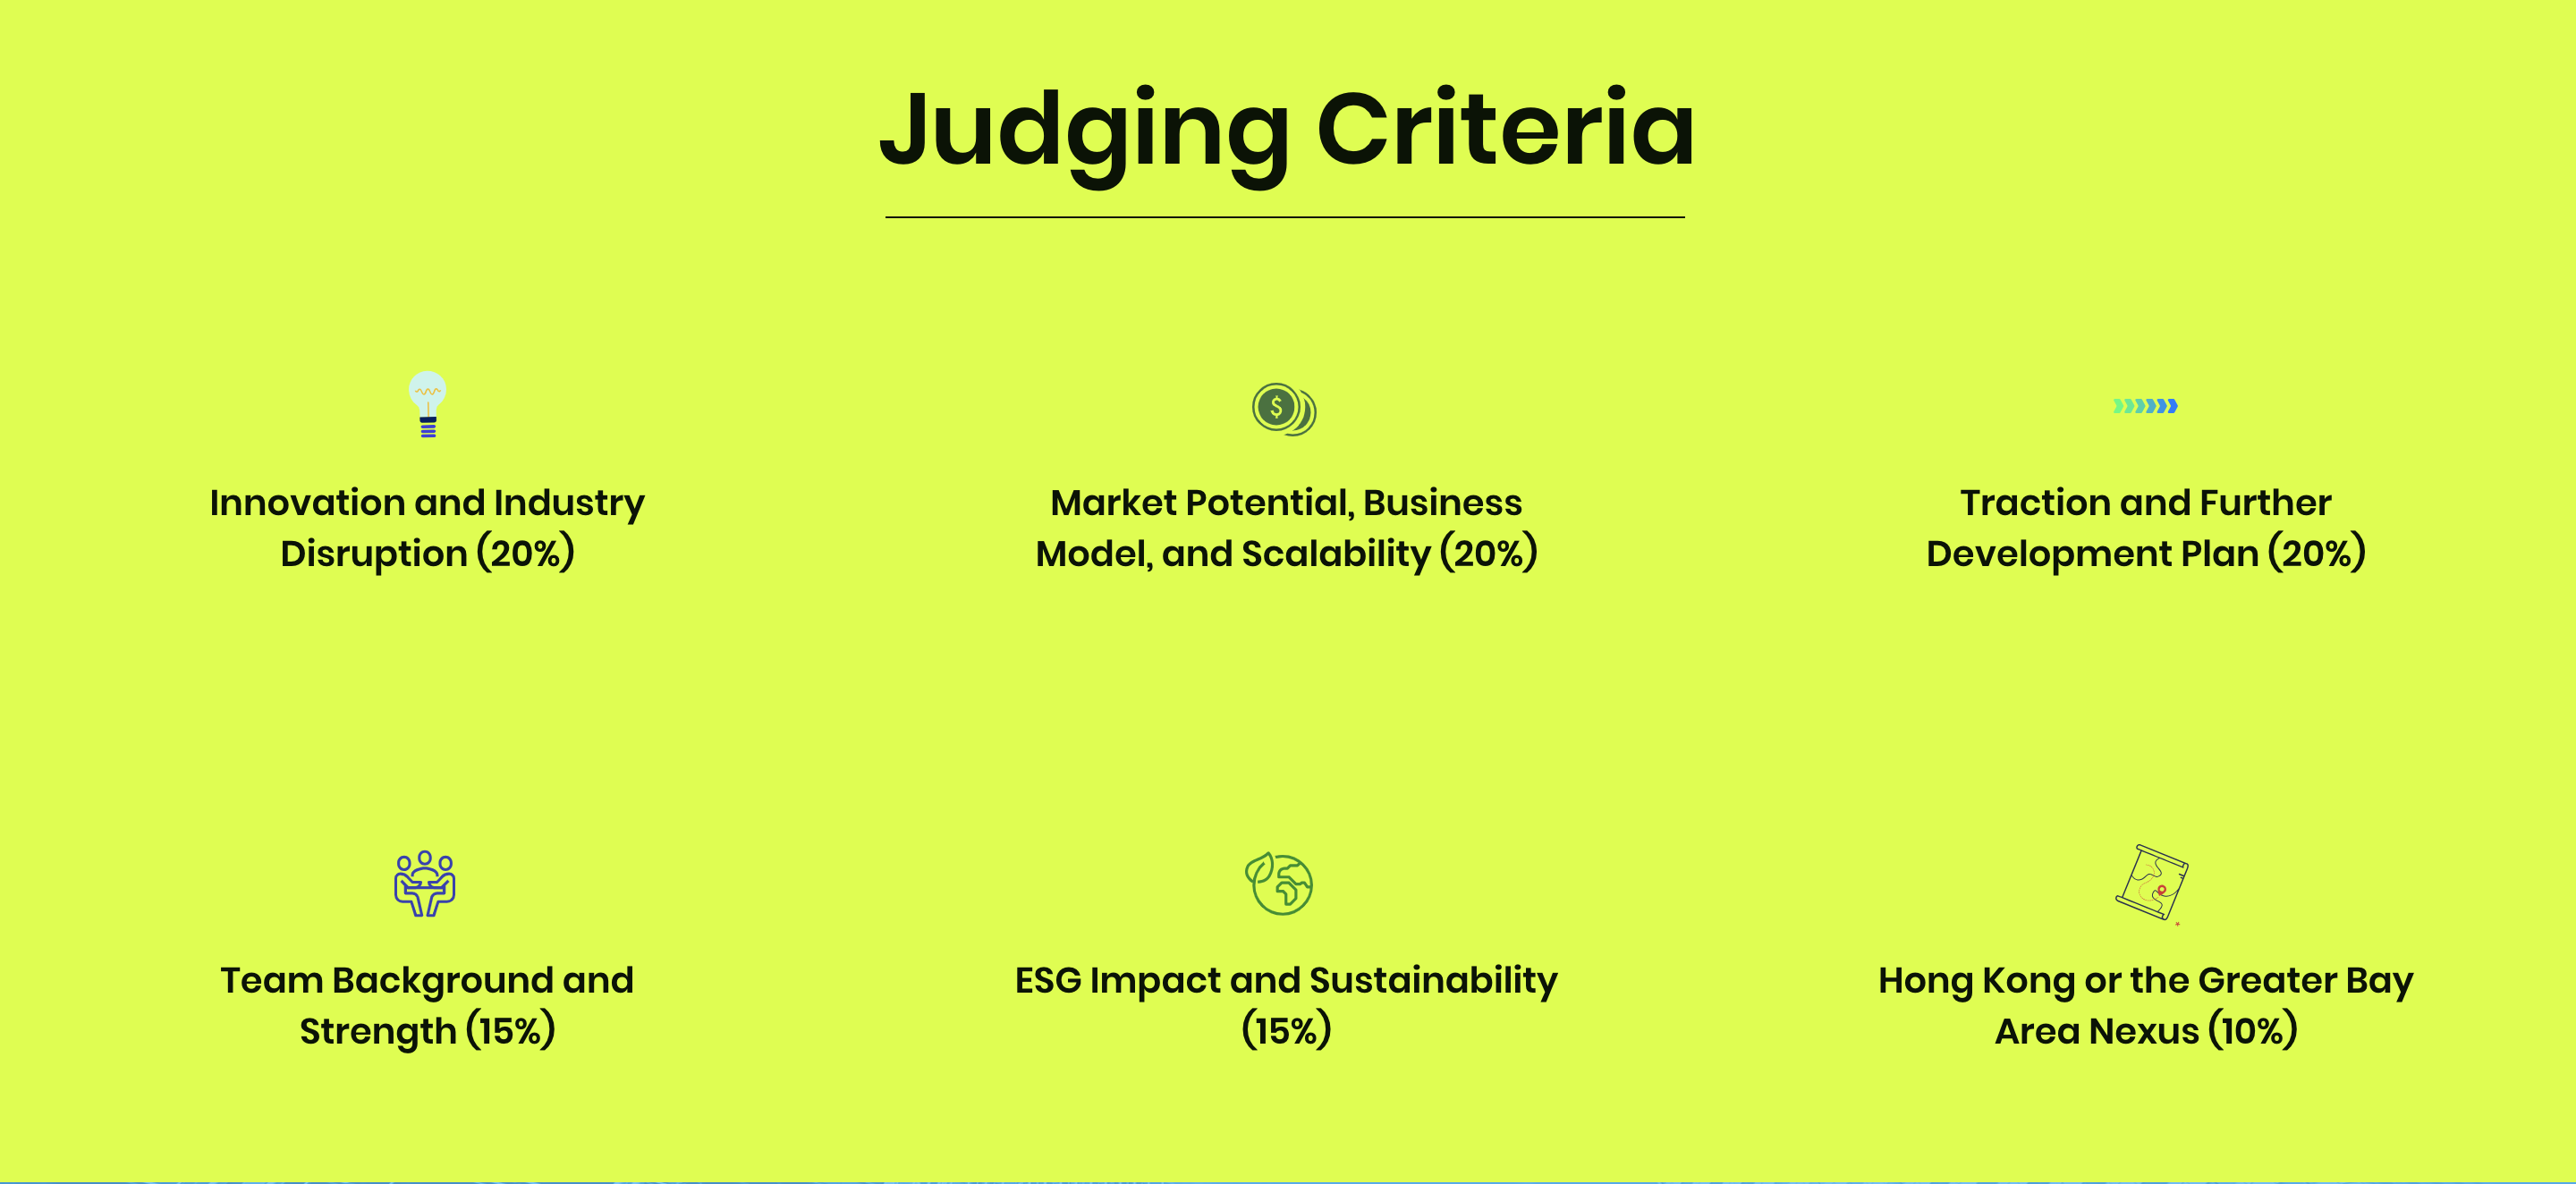 Judging Criteria
Innovation and Industry
Disruption (20%)
Market Potential, Business
Model, and Scalability (20%)
Traction and Further
Development Plan (20%)
Team Background and
Strength (15%)
ESG Impact and Sustainability
(15%)
Hong Kong or the Greater Bay
Area Nexus (10%)